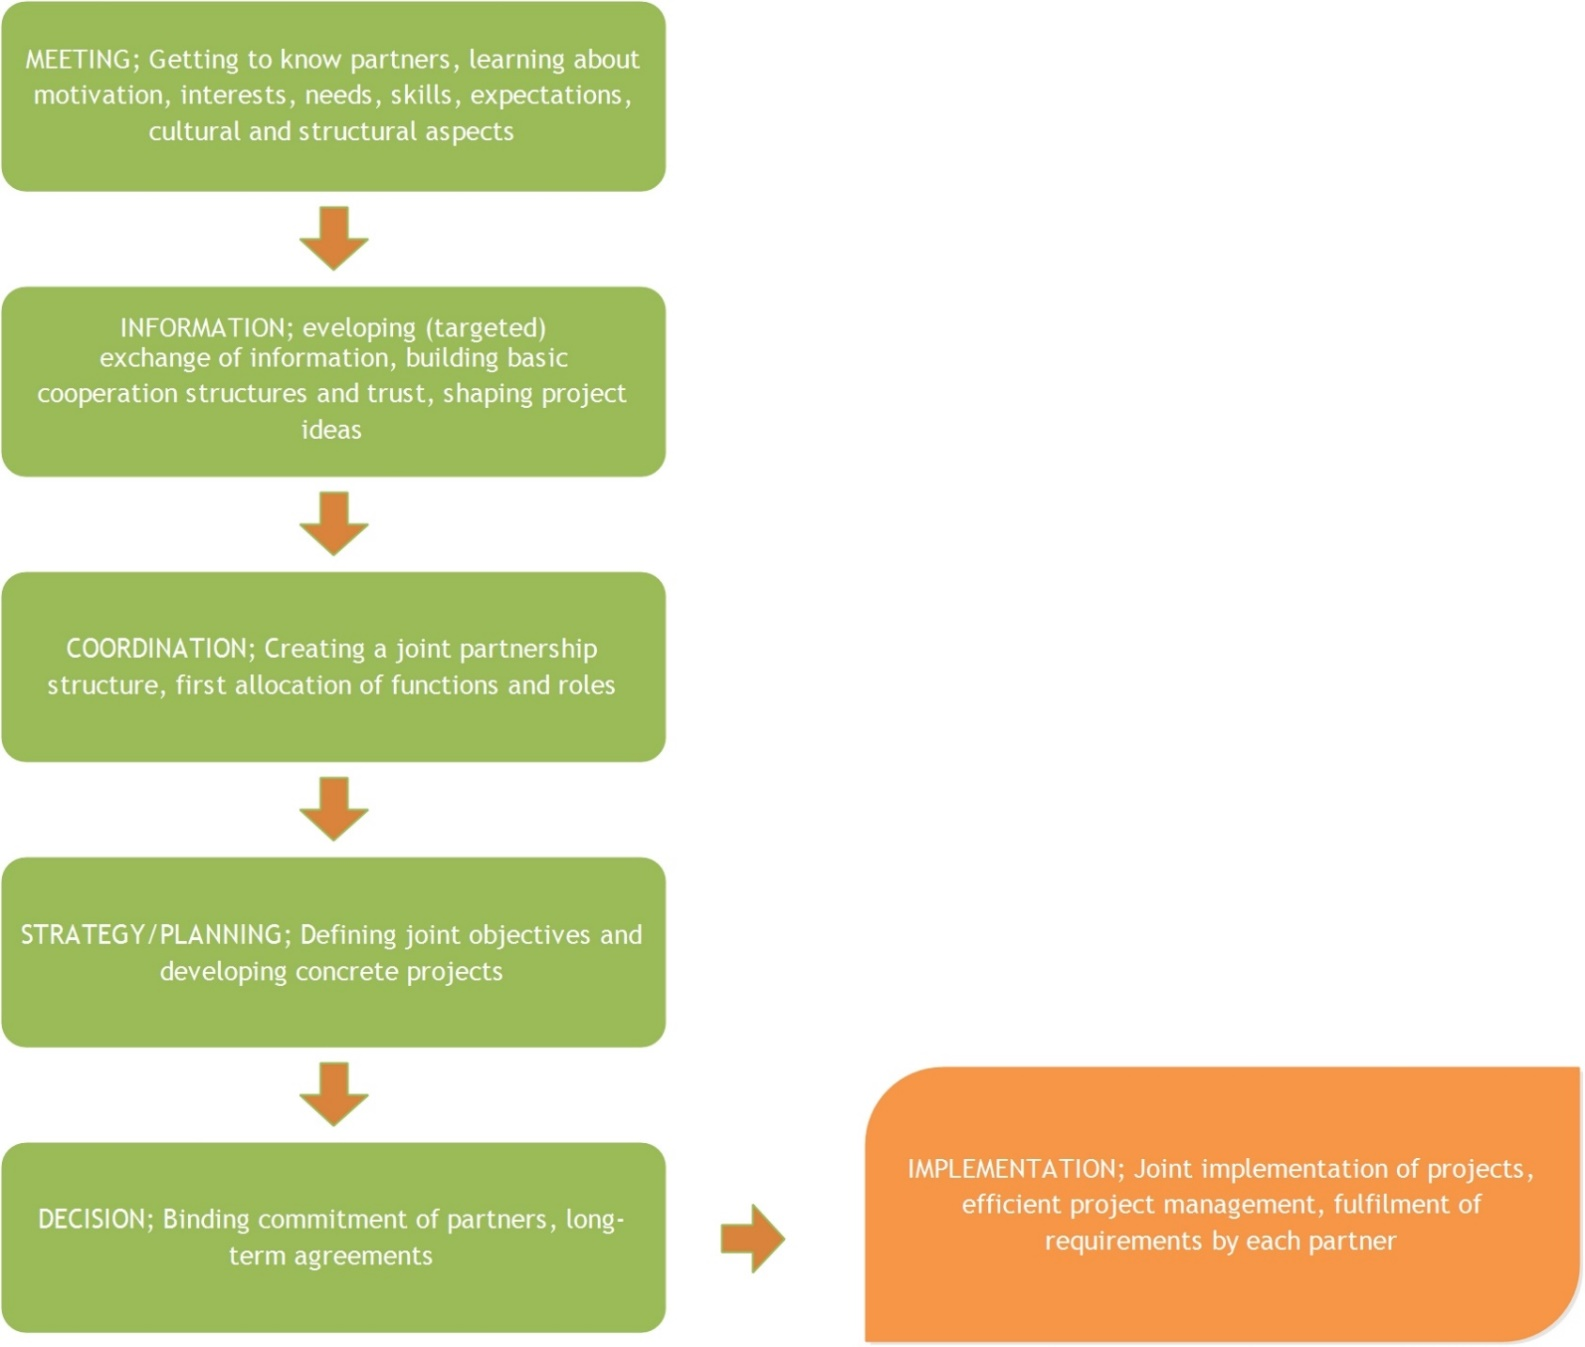 MEETING; Getting to know partners, learning about
motivation, interests, needs, skills, expectations,
cultural and structural aspects
INFORMATION; eveloping (targeted)
exchange of information, building basic
cooperation structures and trust, shaping project
ideas
COORDINATION; Creating a joint partnership
structure, first allocation of functions and roles
STRATEGY/PLANNING; Defining joint objectives and
developing concrete projects
DECISION; Binding commitment of partners, long-
term agreements
IMPLEMENTATION; Joint implementation of projects,
efficient project management, fulfilment of
requirements by each partner